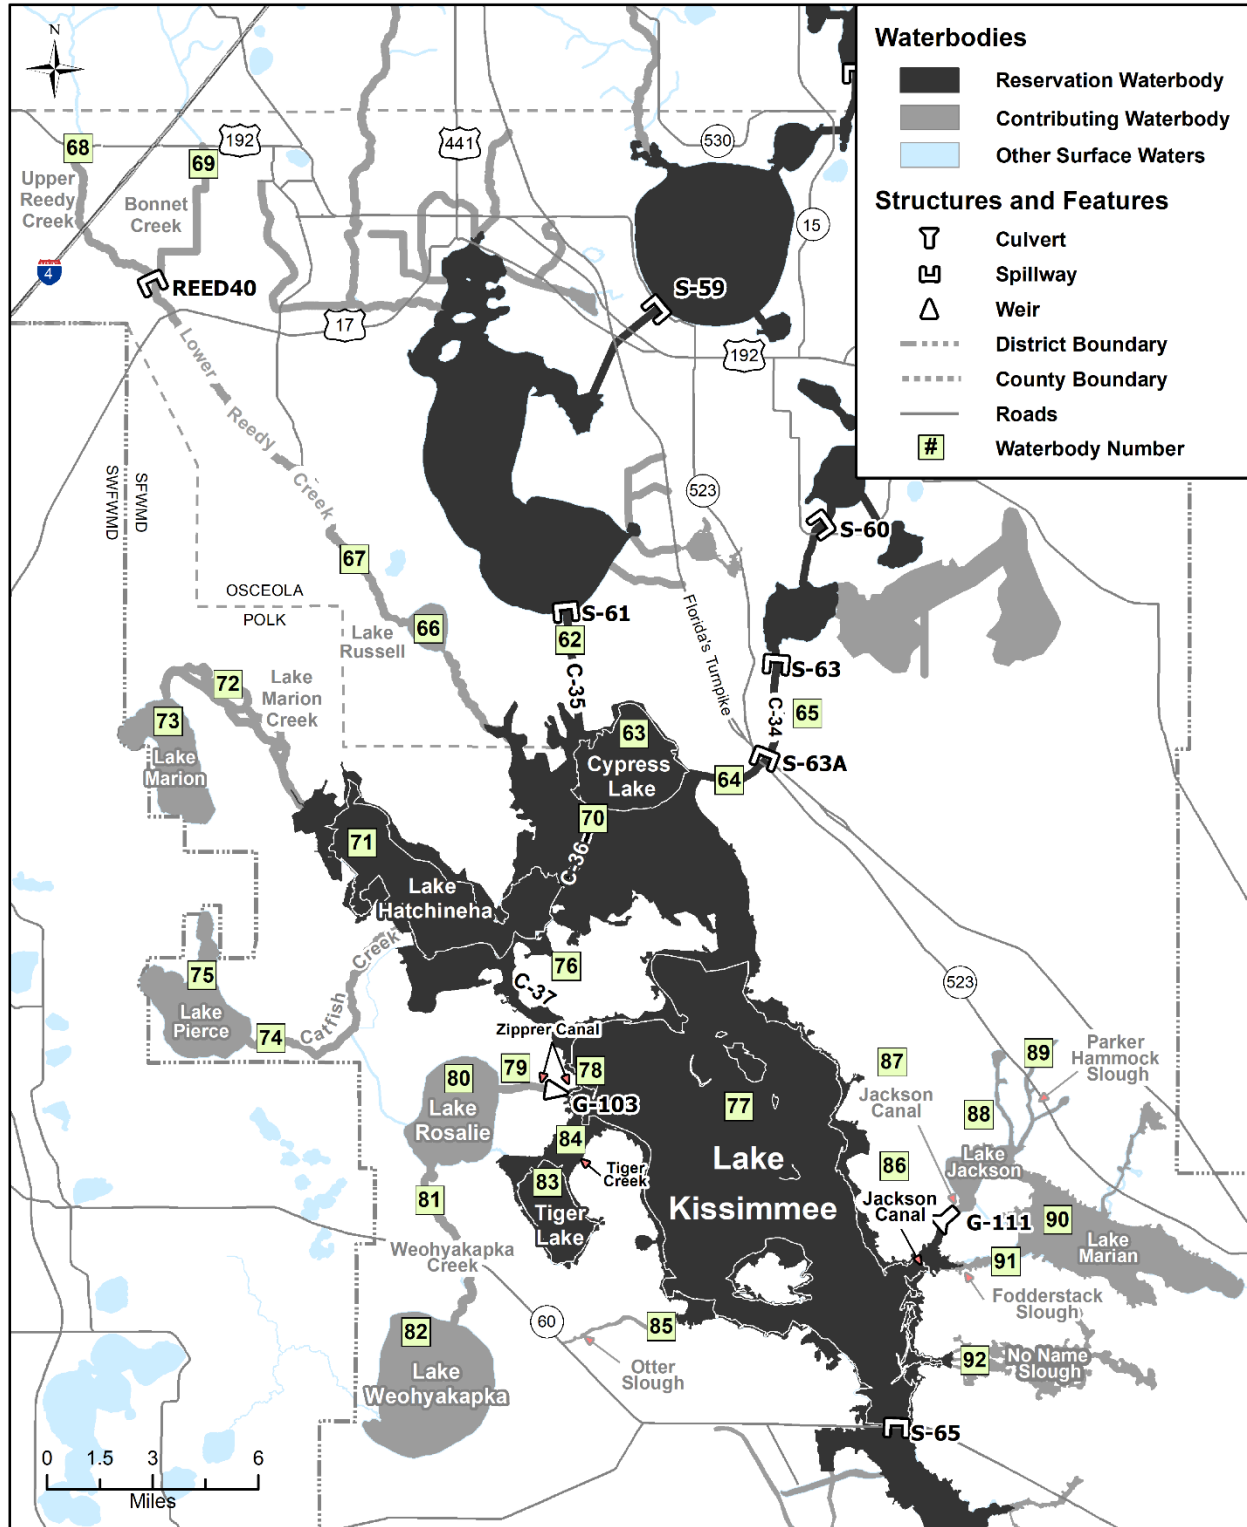 Waterbodies
Reservation Waterbody
Contributing Waterbody
Other Surface Waters
Structures and Features
Culvert
Spillway
Weir
District Boundary
County Boundary
Roads
#
Waterbody Number
N
68
69
192
441
530
15
Upper
Reedy
Creek
Bonnet
Creek
4
REED40
S-59
17
192
Lower
Reedy
Creek
SWFWMD
SFWMD
523
S-60
67
OSCEOLA
POLK
66
Lake
Russell
S-61
62
C-35
Florida's Turnpike
S-63
C-34
65
72
Lake
Marion
Creek
73
Lake
Marion
63
Cypress
Lake
S-63A
64
70
C-36
71
Lake
Hatchineha
75
Lake
Pierce
74
Catfish
Creek
76
C-37
523
Zipprer Canal
79
78
80
Lake
Rosalie
G-103
77
Lake
Kissimmee
84
Tiger
Creek
83
Tiger
Lake
87
Jackson
Canal
89
Parker
Hammock
Slough
88
Lake
Jackson
86
Jackson
Canal
G-111
90
Lake
Marian
91
Fodderstack
Slough
81
Weohyakapka
Creek
82
Lake
Weohyakapka
60
85
Otter
Slough
92
No Name
Slough
S-65
0 1.5 3 6
Miles